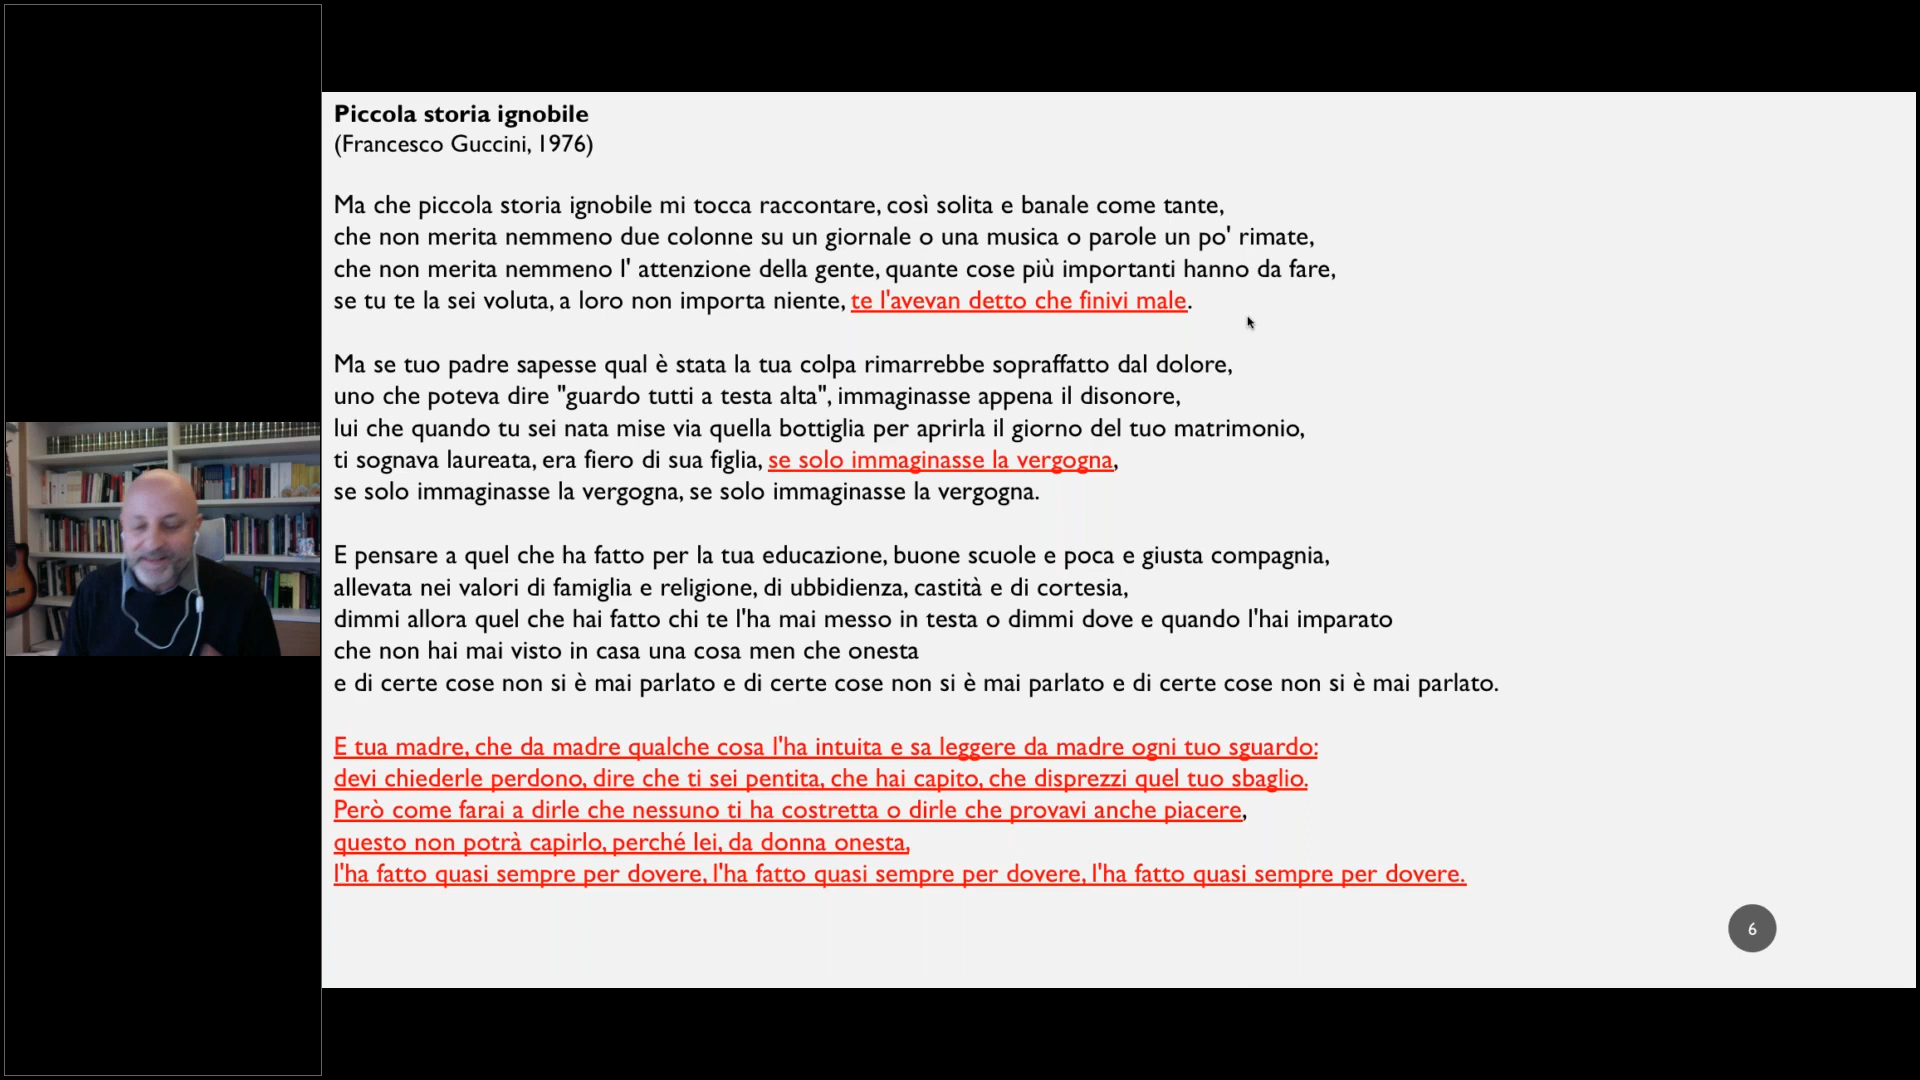 Piccola storia ignobile
(Francesco Guccini, 1976)
Ma che piccola storia ignobile mi tocca raccontare, così solita e banale come tante,
che non merita nemmeno due colonne su un giornale o una musica o parole un po' rimate,
che non merita nemmeno l' attenzione della gente, quante cose più importanti hanno da fare,
se tu te la sei voluta, a loro non importa niente, te l'avevan detto che finivi male.
Ma se tuo padre sapesse qual è stata la tua colpa rimarrebbe sopraffatto dal dolore,
uno che poteva dire "guardo tutti a testa alta", immaginasse appena il disonore,
lui che quando tu sei nata mise via quella bottiglia per aprirla il giorno del tuo matrimonio,
ti sognava laureata, era fiero di sua figlia, se solo immaginasse la vergogna,
se solo immaginasse la vergogna, se solo immaginasse la vergogna.
E pensare a quel che ha fatto per la tua educazione, buone scuole e poca e giusta compagnia,
allevata nei valori di famiglia e religione, di ubbidienza, castità e di cortesia,
dimmi allora quel che hai fatto chi te l'ha mai messo in testa o dimmi dove e quando l'hai imparato
che non hai mai visto in casa una cosa men che onesta
e di certe cose non si è mai parlato e di certe cose non si è mai parlato e di certe cose non si è mai parlato.
E tua madre, che da madre qualche cosa l'ha intuita e sa leggere da madre ogni tuo sguardo:
devi chiederle perdono, dire che ti sei pentita, che hai capito, che disprezzi quel tuo sbaglio.
Però come farai a dirle che nessuno ti ha costretta o dirle che provavi anche piacere,
questo non potrà capirlo, perché lei, da donna onesta,
l'ha fatto quasi sempre per dovere, l'ha fatto quasi sempre per dovere, l'ha fatto quasi sempre per dovere.
6